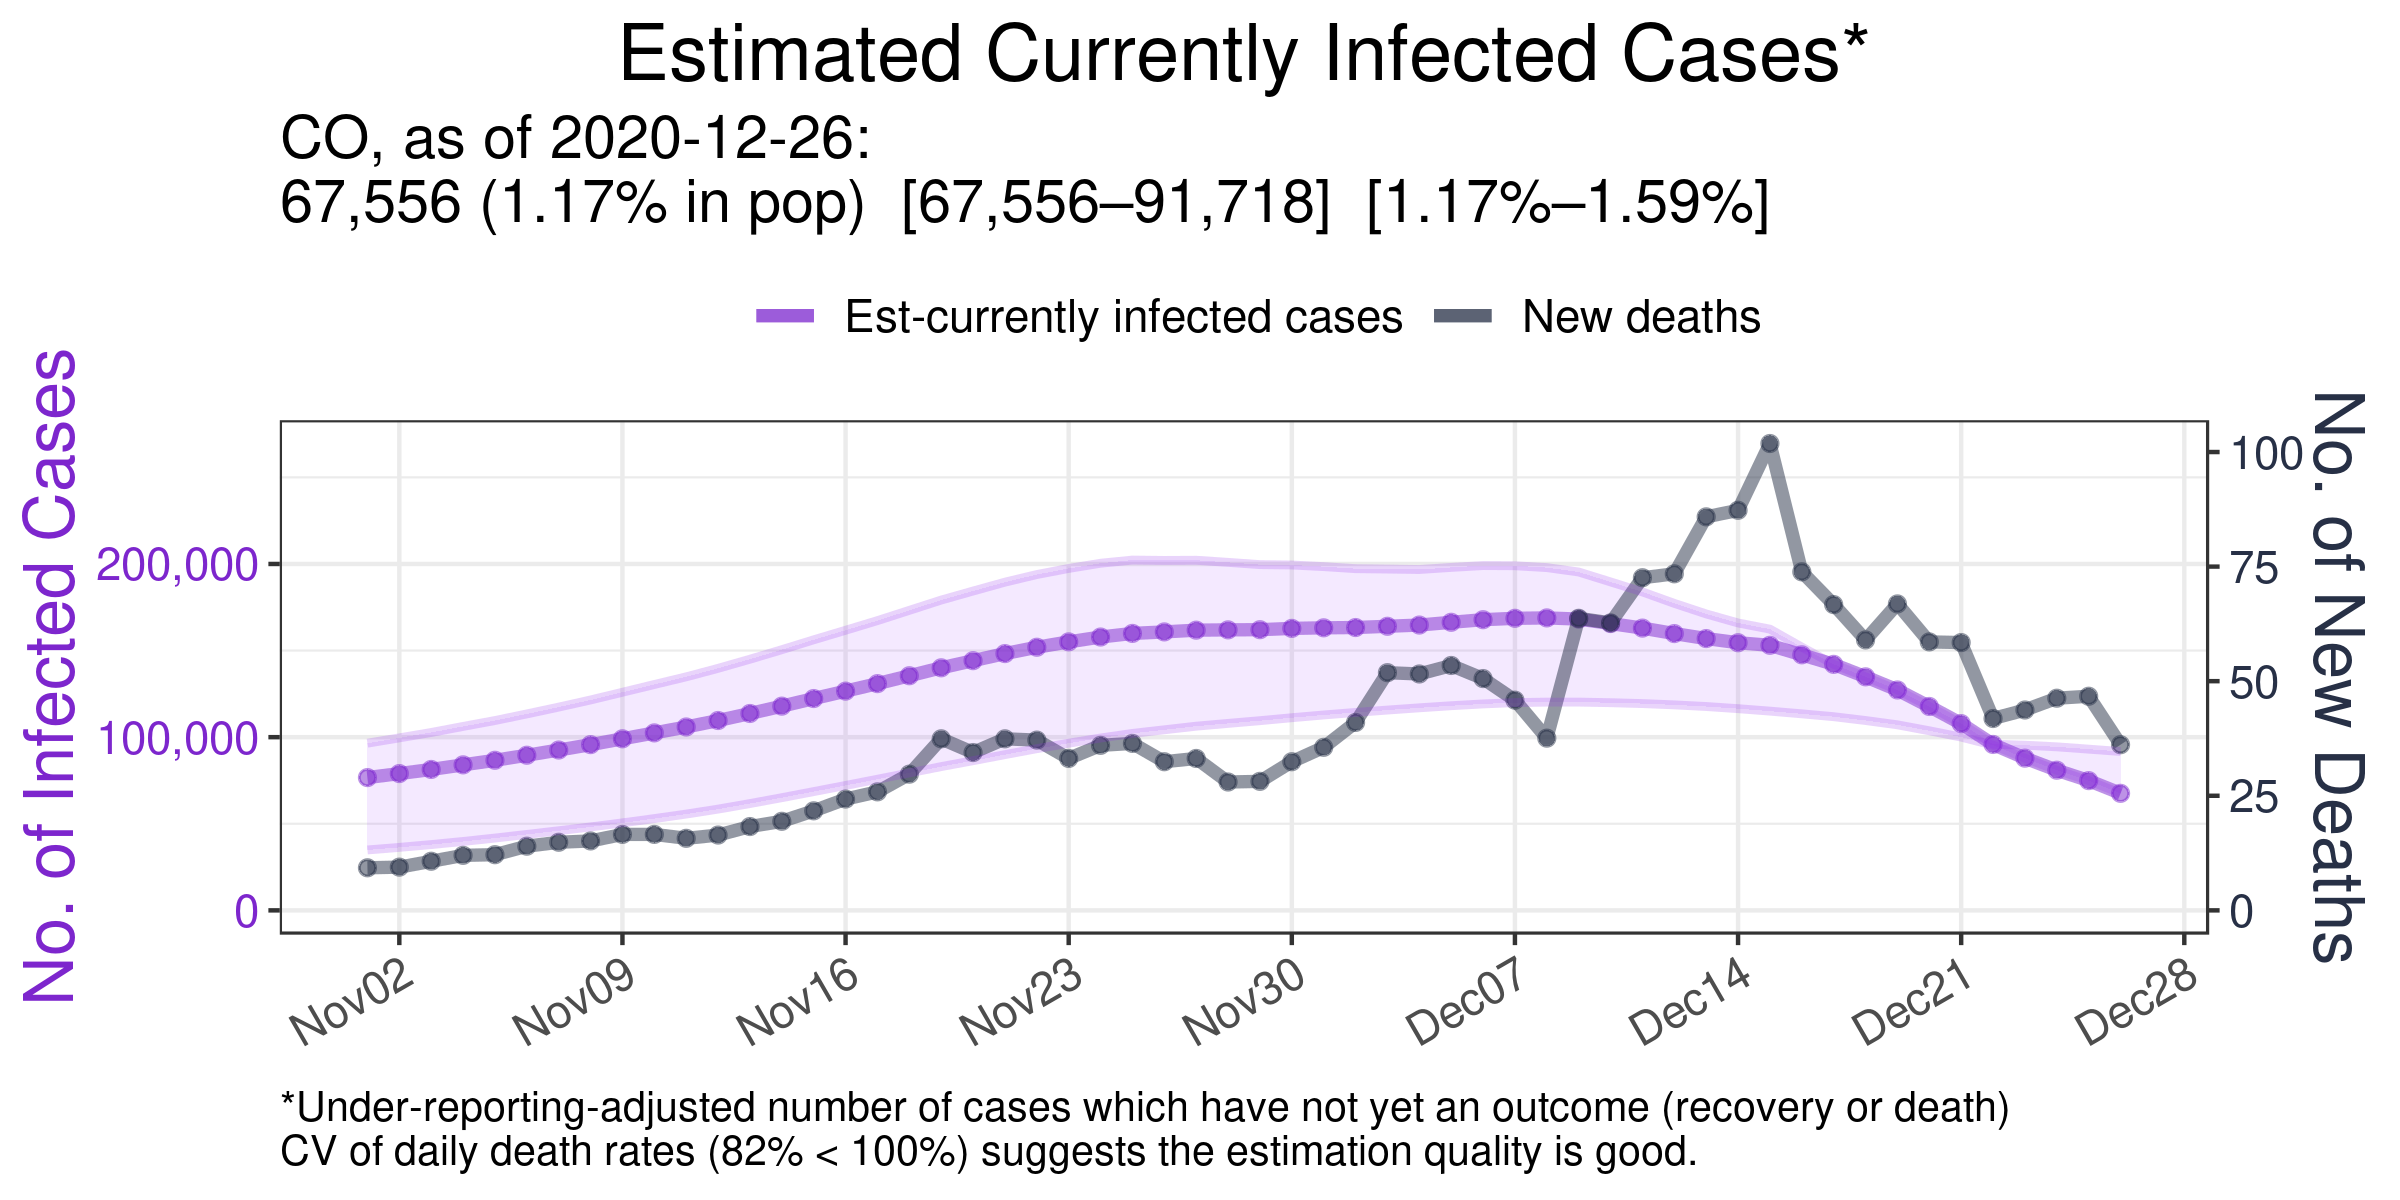 Estimated Currently Infected Cases*
CO, as of 2020-12-26:
67,556 (1.17% in pop)  [67,556–91,718]  [1.17%–1.59%]
Est-currently infected cases
New deaths
No. of Infected Cases
200,000
100,000
0
100
75
50
25
0
No. of New Deaths
Nov02
Nov09
Nov16
Nov23
Nov30
Dec07
Dec14
Dec21
Dec28
*Under-reporting-adjusted number of cases which have not yet an outcome (recovery or death)
CV of daily death rates (82% < 100%) suggests the estimation quality is good.